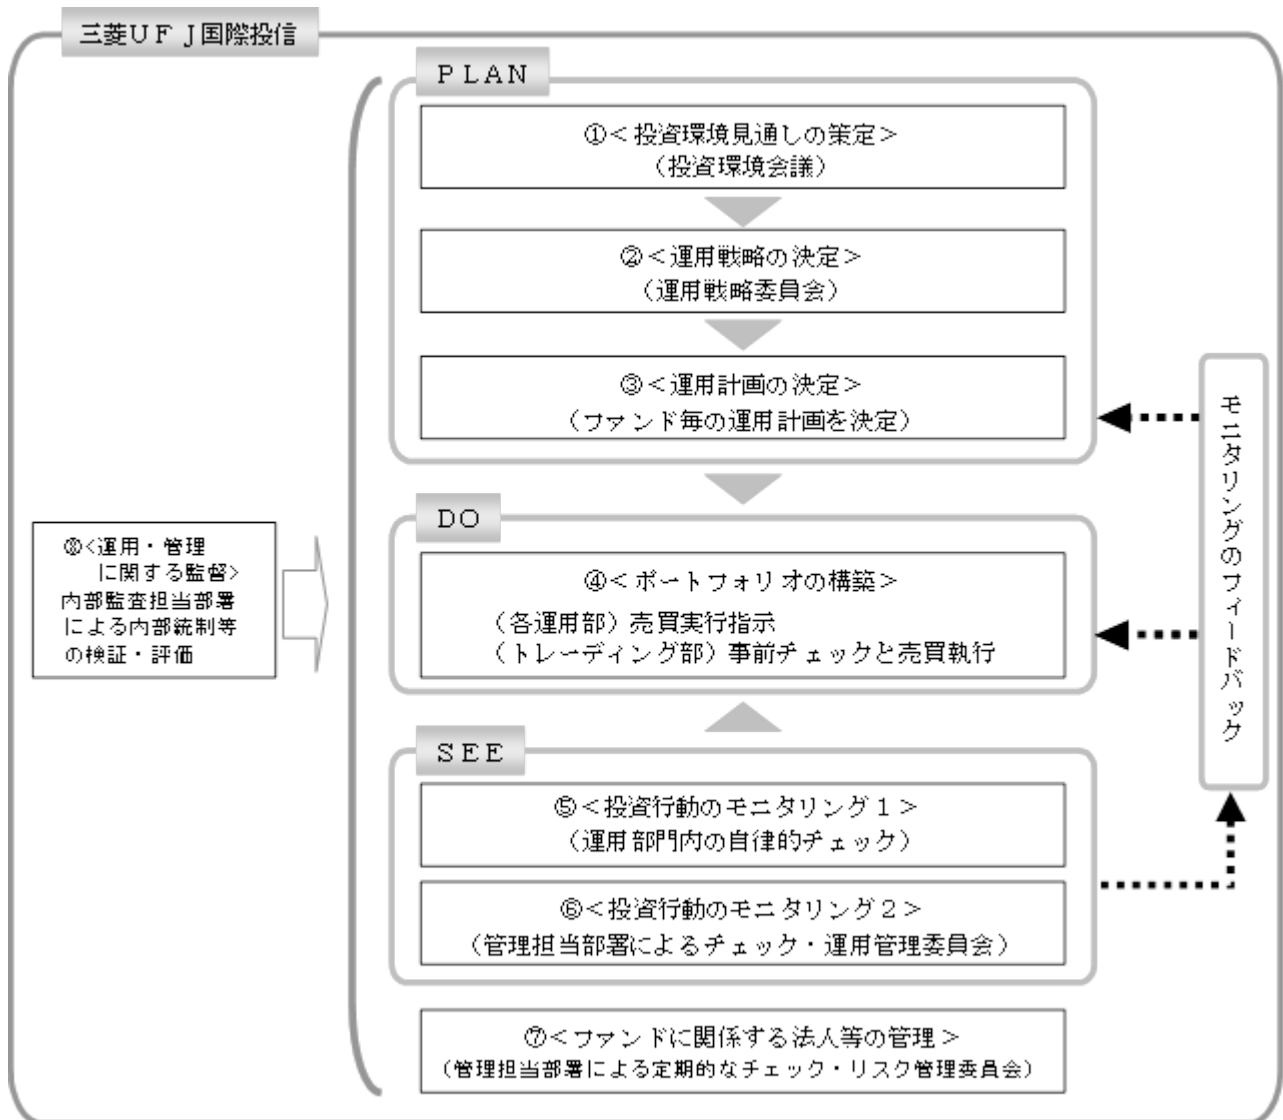 三菱ＵＦＪ国際投信
ＰＬＡＮ
①＜投資環境見通しの策定＞
（投資環境会議）
②＜運用戦略の決定＞
（運用戦略委員会）
③＜運用計画の決定＞
（ファンド毎の運用計画を決定）
ＤＯ
④＜ポートフォリオの構築＞
（各運用部）売買実行指示
（トレーディング部）事前チェックと売買執行
ＳＥＥ
⑤＜投資行動のモニタリング１＞
（運用部門内の自律的チェック）
⑥＜投資行動のモニタリング２＞
（管理担当部署によるチェック・運用管理委員会）
⑦＜ファンドに関係する法人等の管理＞
（管理担当部署による定期的なチェック・リスク管理委員会）
⑧<運用・管理
に関する監督>
内部監査担当部署
による内部統制等
の検証・評価
モニタリングのフィードバック